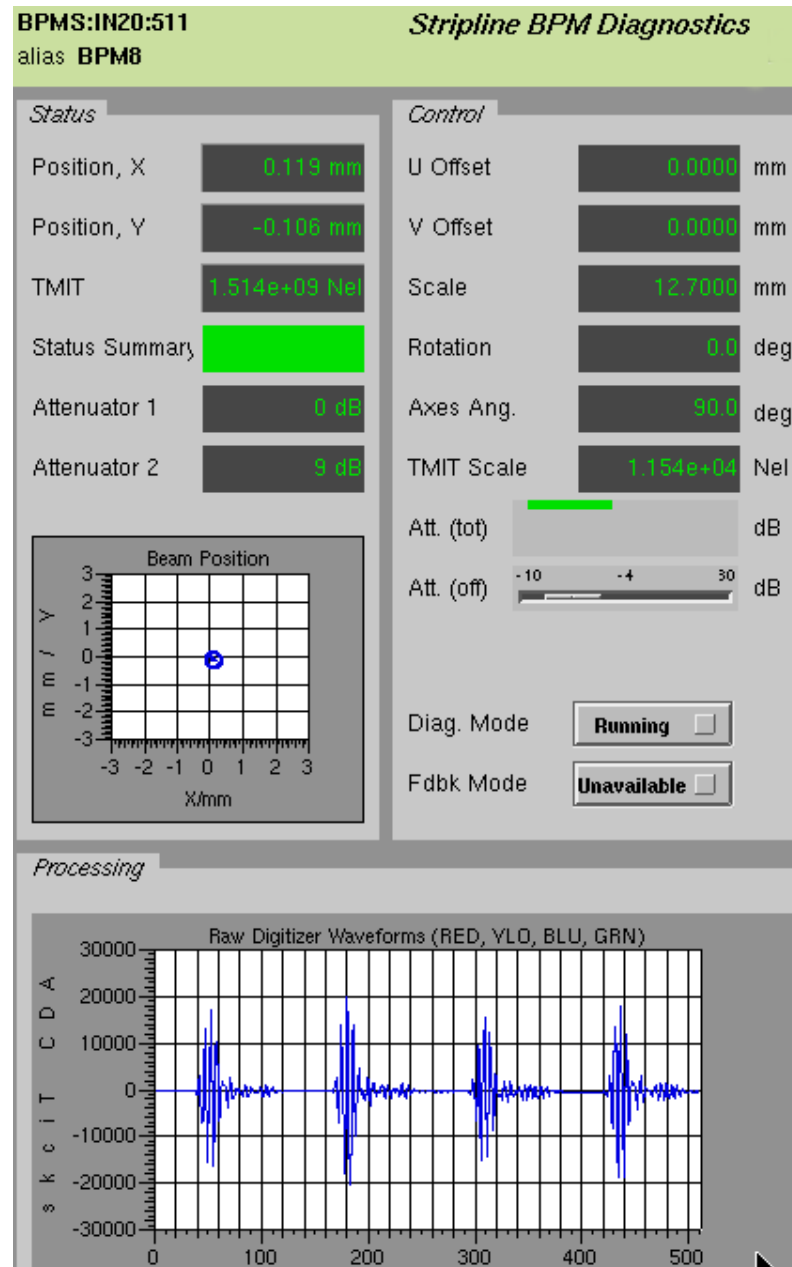 BPMS:IN20:511
Stripline BPM Diagnostics
alias BPM8
Status
Position, X 0.119 mm
Position, Y -0.106 mm
TMIT 1.514e+09 Nel
Status Summary
Attenuator 1 0 dB
Attenuator 2 9 dB
Beam Position
Y/mm
3
2
1
0
-1
-2
-3
-3 -2 -1 0 1 2 3
X/mm
Control
U Offset 0.0000 mm
V Offset 0.0000 mm
Scale 12.7000 mm
Rotation 0.0 deg
Axes Ang. 90.0 deg
TMIT Scale 1.154e+04 Nel
Att. (tot) dB
Att. (off) -10 -4 30 dB
Diag. Mode Running
Fdbk Mode Unavailable
Processing
Raw Digitizer Waveforms (RED, YLO, BLU, GRN)
ADC Ticks
30000
20000
10000
0
-10000
-20000
-30000
0 100 200 300 400 500